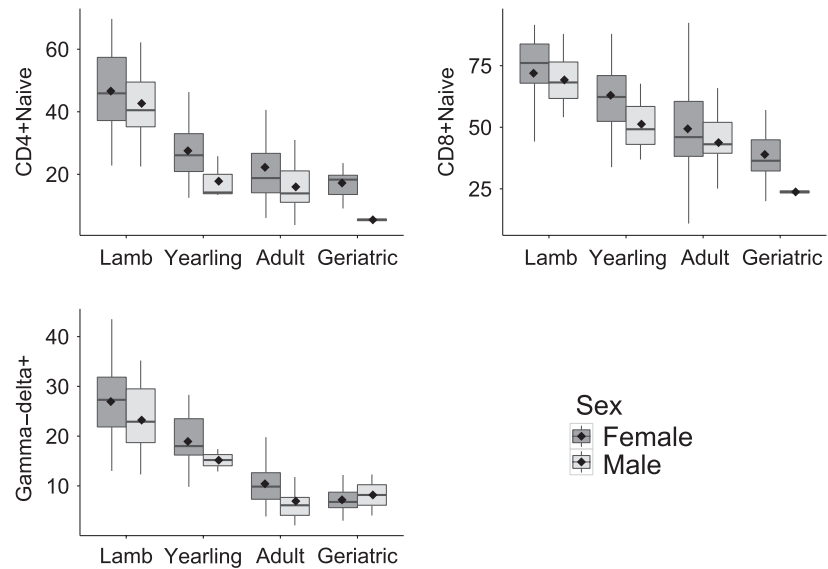 CD4+Naive
60
40
20
Lamb Yearling Adult Geriatric
CD8+Naive
75
50
25
Lamb Yearling Adult Geriatric
Gamma−delta+
40
30
20
10
Lamb Yearling Adult Geriatric
Sex
Female
Male